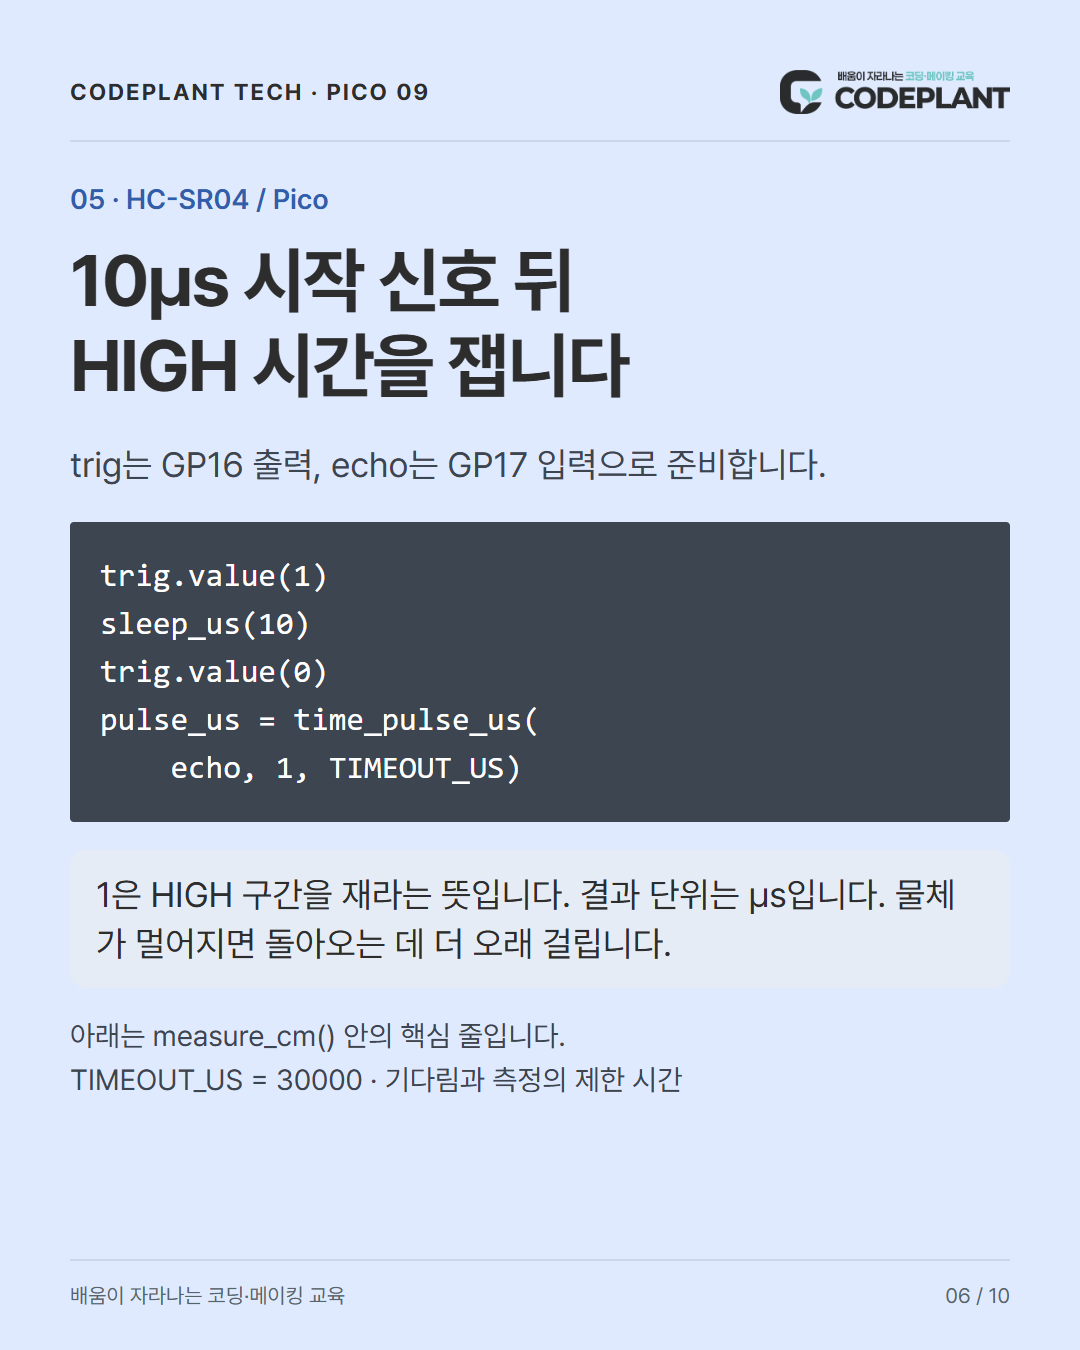 CODEPLANT TECH · PICO 09
배움이 자라나는 코딩·메이킹 교육
CODEPLANT
05 · HC-SR04 / Pico
10µs 시작 신호 뒤
HIGH 시간을 잽니다
trig는 GP16 출력, echo는 GP17 입력으로 준비합니다.
trig.value(1)
sleep_us(10)
trig.value(0)
pulse_us = time_pulse_us(
    echo, 1, TIMEOUT_US)
1은 HIGH 구간을 재라는 뜻입니다. 결과 단위는 µs입니다. 물체
가 멀어지면 돌아오는 데 더 오래 걸립니다.
아래는 measure_cm() 안의 핵심 줄입니다.
TIMEOUT_US = 30000 · 기다림과 측정의 제한 시간
배움이 자라나는 코딩·메이킹 교육
06 / 10